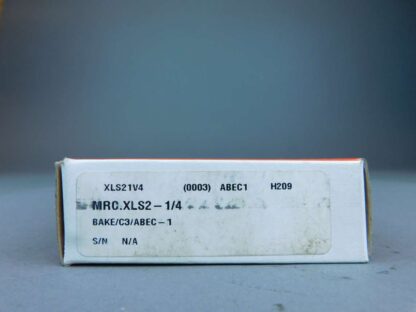 XLS21V4 (0003) ABEC1 H209
MRC.XLS2-1/4
BAKE/C3/ABEC-1
S/N N/A